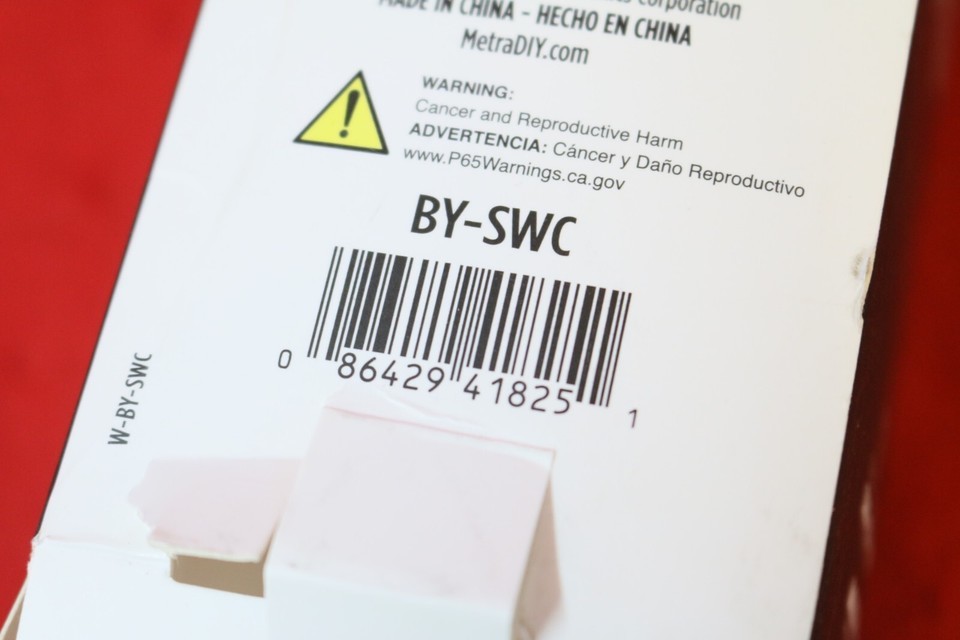 Corporation
MADE IN CHINA - HECHO EN CHINA
MetraDIY.com
WARNING:
Cancer and Reproductive Harm
ADVERTENCIA: Cáncer y Daño Reproductivo
www.P65Warnings.ca.gov
BY-SWC
0 86429 41825 1
W-BY-SWC